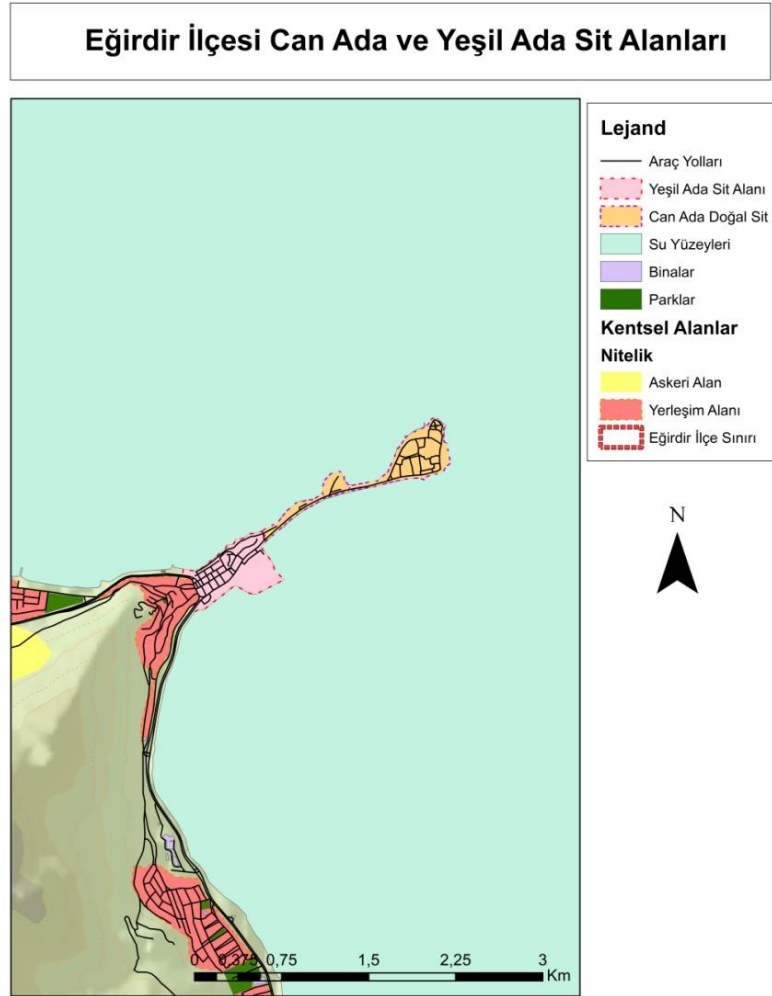 Eğirdir İlçesi Can Ada ve Yeşil Ada Sit Alanları
Lejand
Araç Yolları
Yeşil Ada Sit Alanı
Can Ada Doğal Sit
Su Yüzeyleri
Binalar
Parklar
Kentsel Alanlar
Nitelik
Askeri Alan
Yerleşim Alanı
Eğirdir İlçe Sınırı
N
0 0,375 0,75 1,5 2,25 3
Km